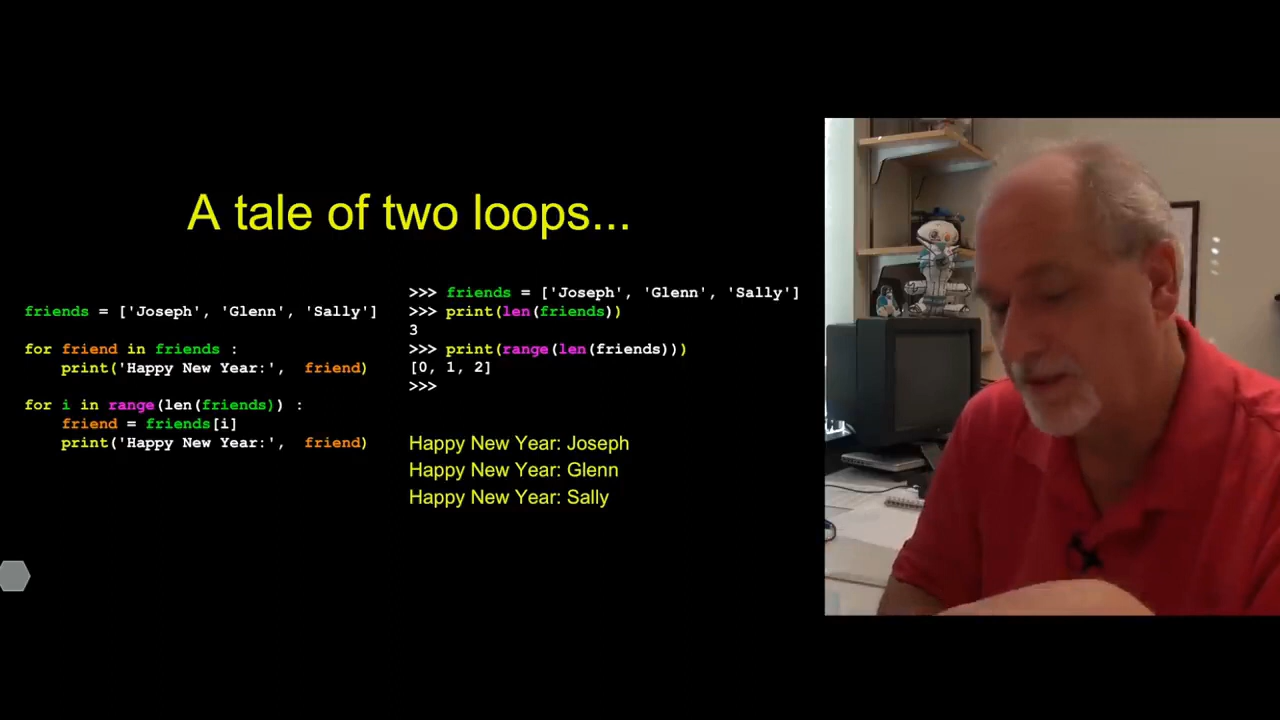 A tale of two loops...
friends = ['Joseph', 'Glenn', 'Sally']
for friend in friends :
    print('Happy New Year:',  friend)
for i in range(len(friends)) :
    friend = friends[i]
    print('Happy New Year:',  friend)
>>> friends = ['Joseph', 'Glenn', 'Sally']
>>> print(len(friends))
3
>>> print(range(len(friends)))
[0, 1, 2]
>>>
Happy New Year: Joseph
Happy New Year: Glenn
Happy New Year: Sally